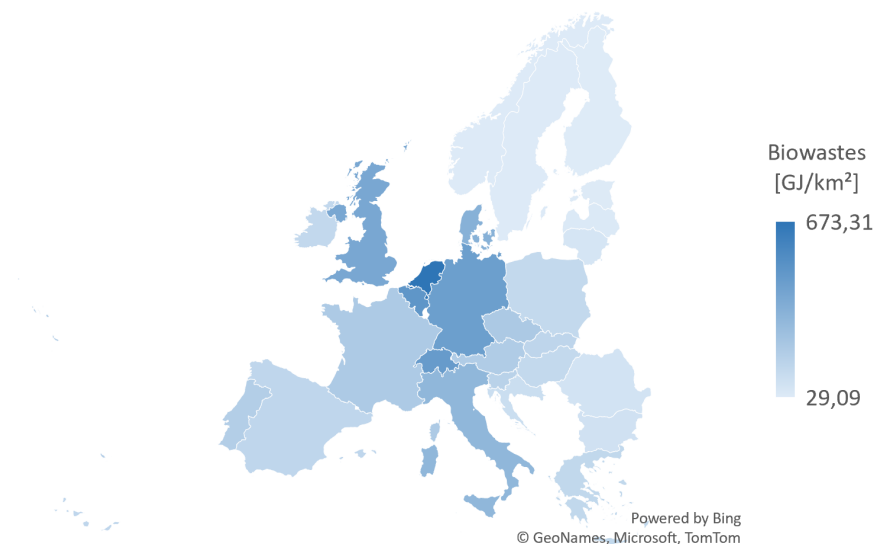 Biowastes
[GJ/km²]
673,31
29,09
Powered by Bing
© GeoNames, Microsoft, TomTom